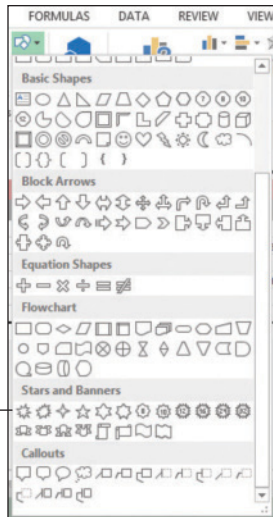 FORMULAS DATA REVIEW VIEW
Basic Shapes
Block Arrows
Equation Shapes
Flowchart
Stars and Banners
Callouts